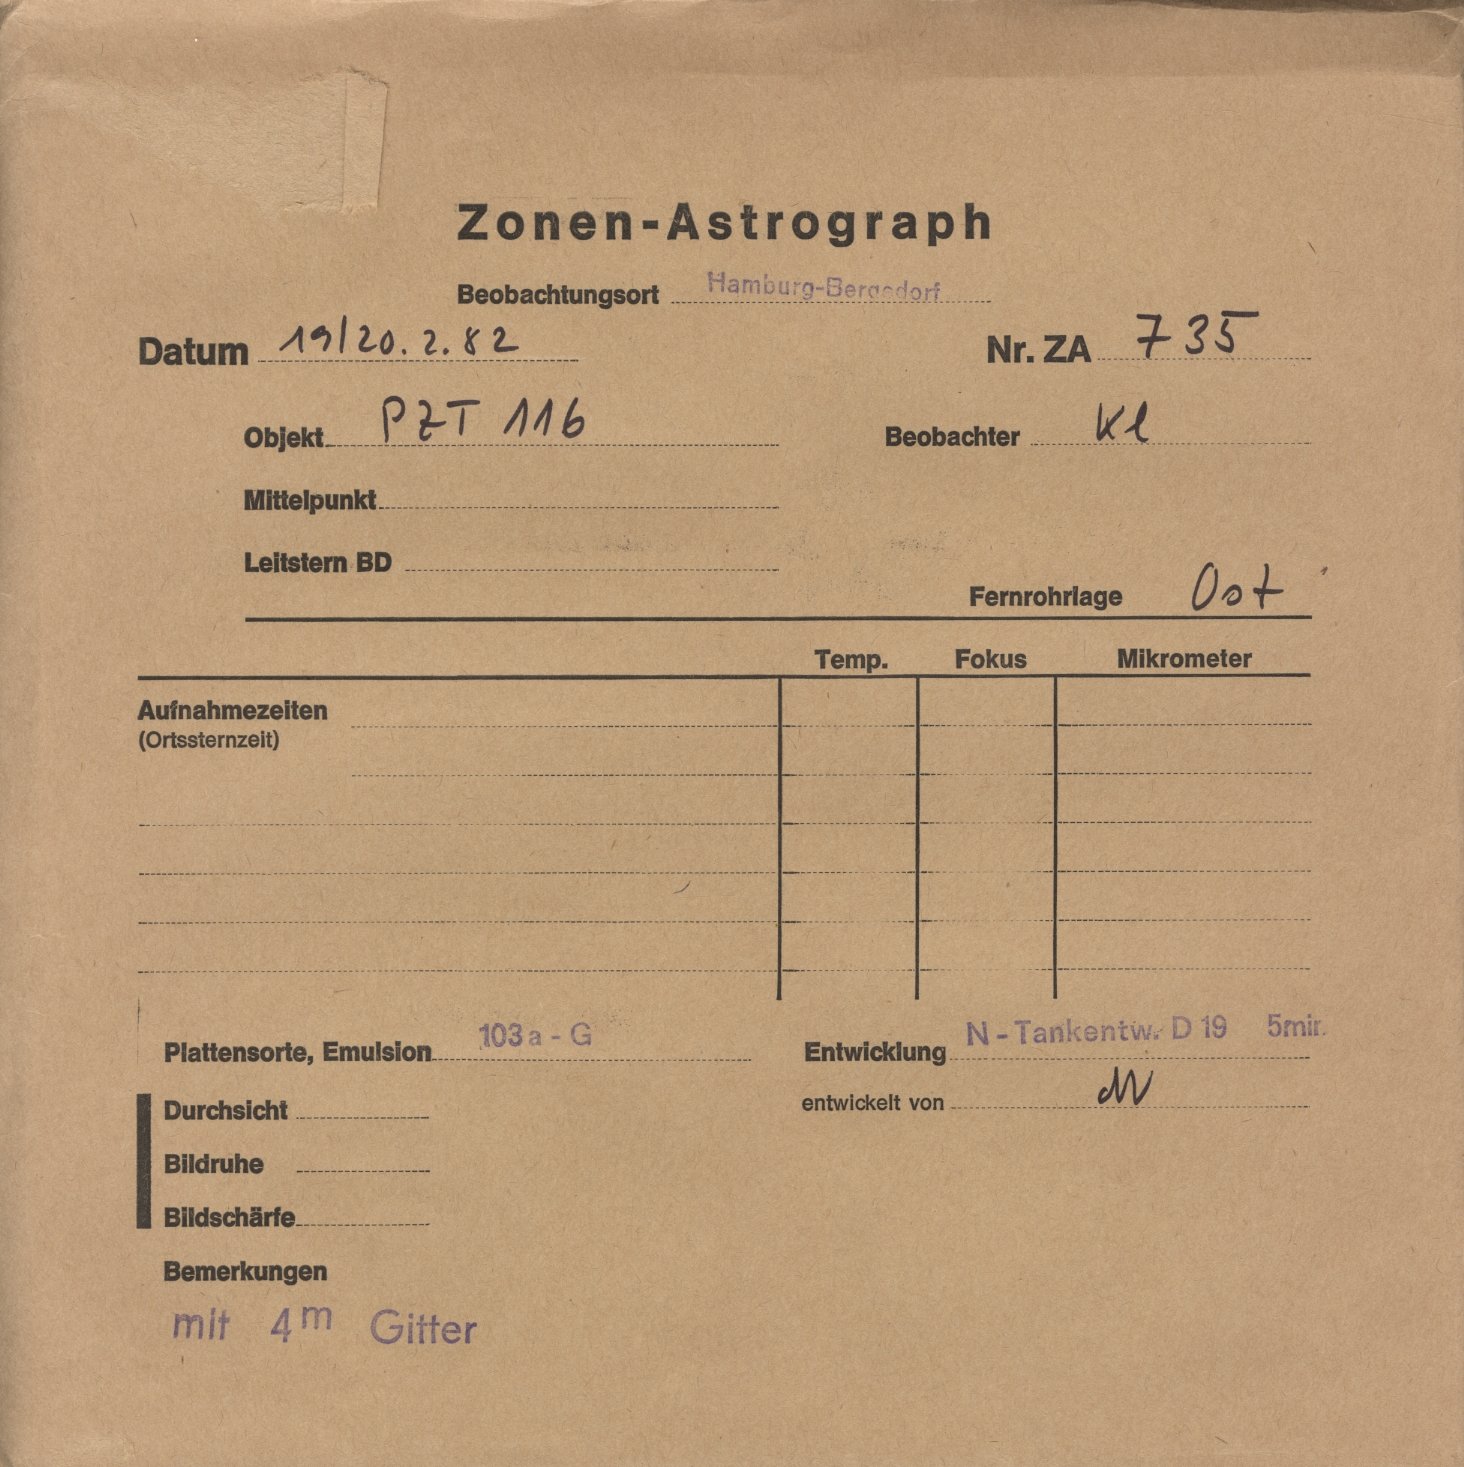 Zonen-Astrograph
Beobachtungsort Hamburg-Bergedorf
Datum 19/20.2.82 Nr. ZA 735
Objekt PZT 116 Beobachter Kl
Mittelpunkt
Leitstern BD
Fernrohrlage Ost
Temp. Fokus Mikrometer
Aufnahmezeiten
(Ortssternzeit)
Plattensorte, Emulsion 103a-G Entwicklung N-Tankentw. D 19 5min.
Durchsicht entwickelt von
Bildruhe
Bildschärfe
Bemerkungen
mit 4m Gitter